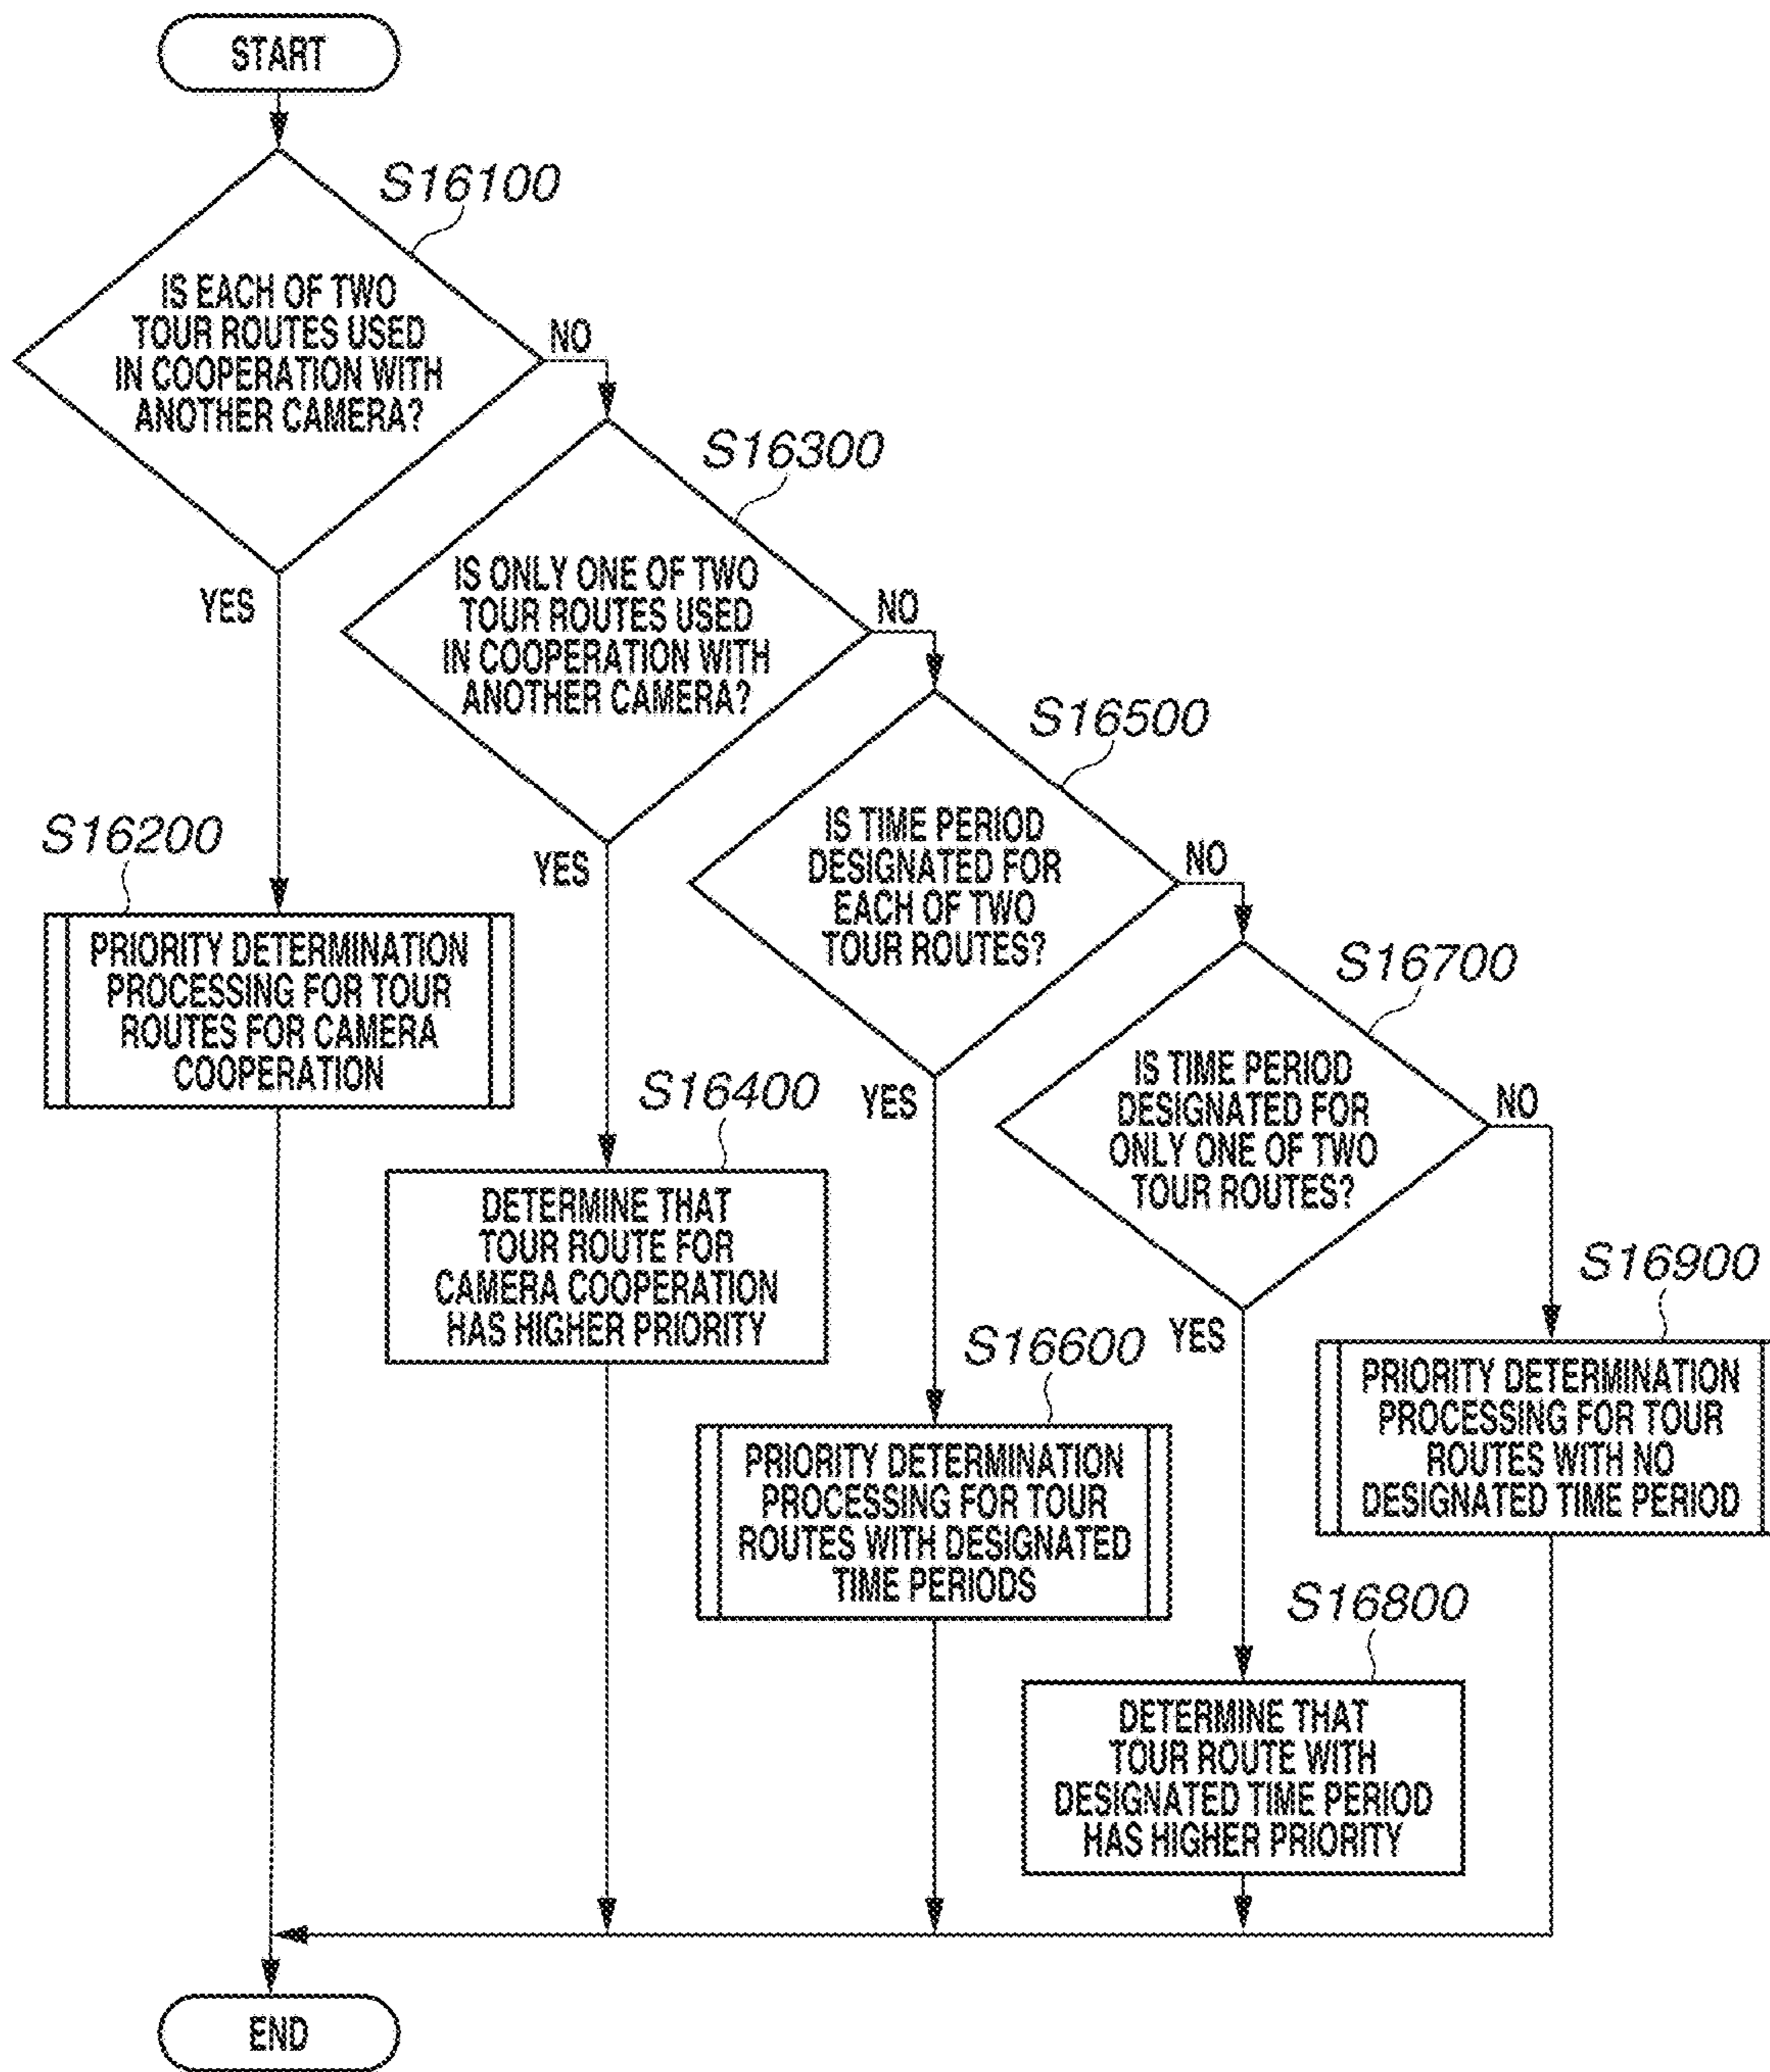 START
S16100
IS EACH OF TWO
TOUR ROUTES USED
IN COOPERATION WITH
ANOTHER CAMERA?
NO
YES
S16300
IS ONLY ONE OF TWO
TOUR ROUTES USED
IN COOPERATION WITH
ANOTHER CAMERA?
NO
YES
S16500
IS TIME PERIOD
DESIGNATED FOR
EACH OF TWO
TOUR ROUTES?
NO
YES
S16700
IS TIME PERIOD
DESIGNATED FOR
ONLY ONE OF TWO
TOUR ROUTES?
NO
YES
S16200
PRIORITY DETERMINATION
PROCESSING FOR TOUR
ROUTES FOR CAMERA
COOPERATION
S16400
DETERMINE THAT
TOUR ROUTE FOR
CAMERA COOPERATION
HAS HIGHER PRIORITY
S16600
PRIORITY DETERMINATION
PROCESSING FOR TOUR
ROUTES WITH DESIGNATED
TIME PERIODS
S16900
PRIORITY DETERMINATION
PROCESSING FOR TOUR
ROUTES WITH NO
DESIGNATED TIME PERIOD
S16800
DETERMINE THAT
TOUR ROUTE WITH
DESIGNATED TIME PERIOD
HAS HIGHER PRIORITY
END